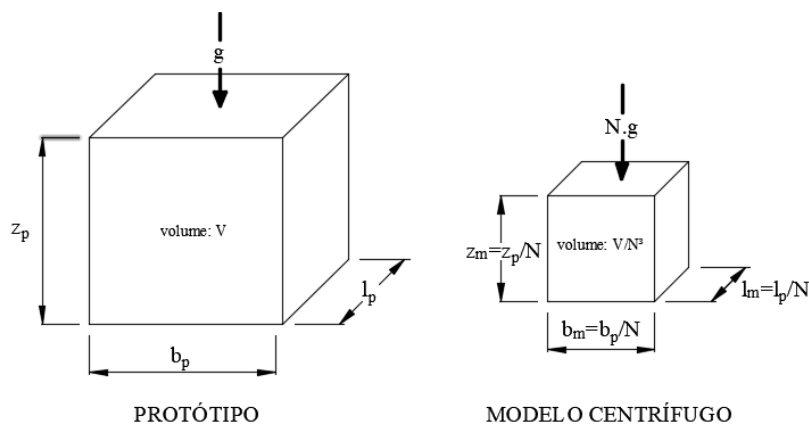 g
z_p
volume: V
l_p
b_p
PROTÓTIPO
N.g
z_m=z_p/N
volume: V/N³
l_m=l_p/N
b_m=b_p/N
MODELO CENTRÍFUGO